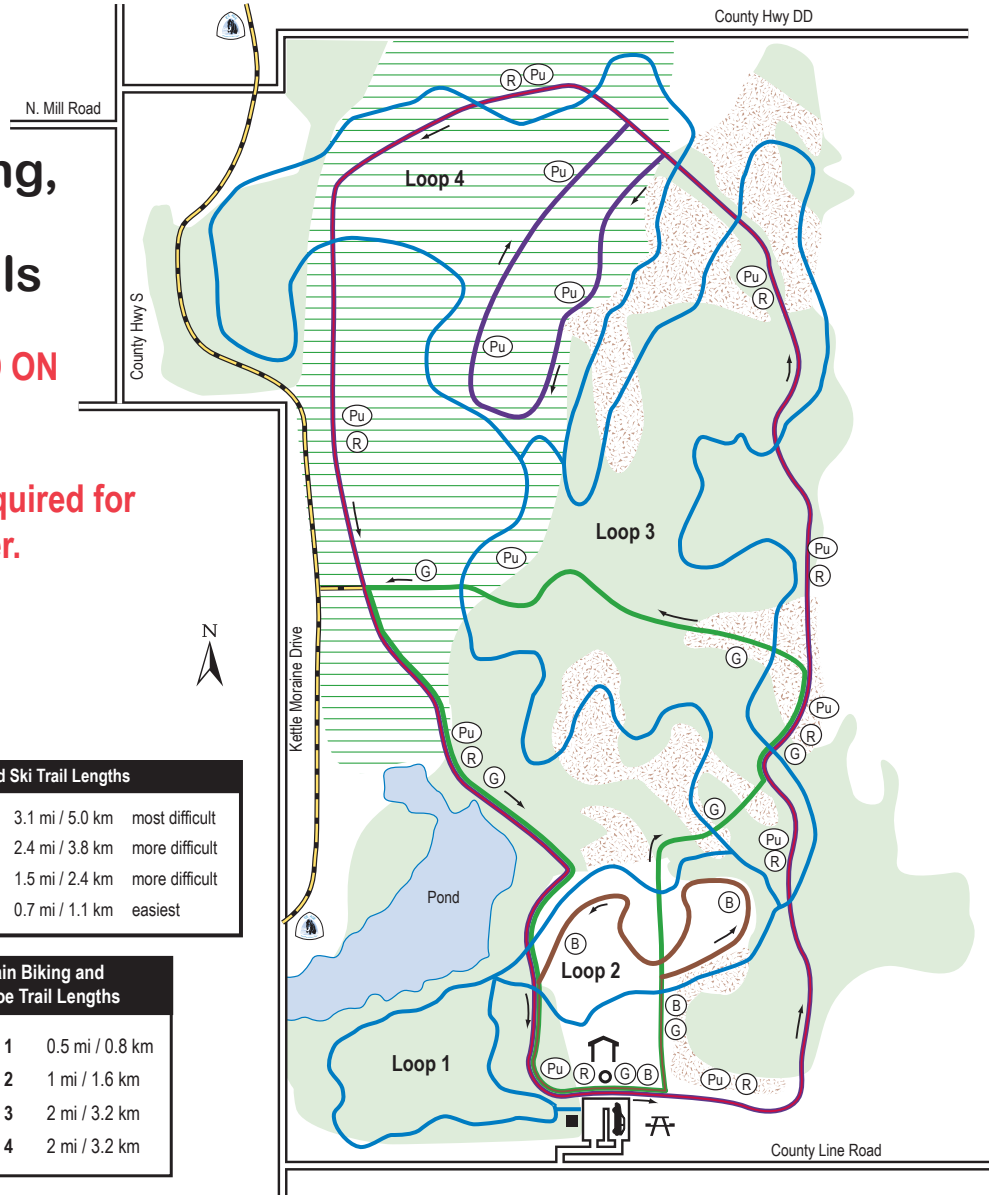 County Hwy DD
N. Mill Road
ng,
ls
County Hwy S
ON
quired for
er.
R
Pu
Loop 4
Pu
Pu
Pu
Pu
R
Pu
R
Loop 3
Pu
R
Pu
G
G
Kettle Moraine Drive
N
Pu
R
G
Pu
R
G
G
Pu
R
Pond
B
B
Loop 2
B
G
Loop 1
Pu
R
G
B
Pu
R
County Line Road
d Ski Trail Lengths
3.1 mi / 5.0 km most difficult
2.4 mi / 3.8 km more difficult
1.5 mi / 2.4 km more difficult
0.7 mi / 1.1 km easiest
ain Biking and
oe Trail Lengths
1 0.5 mi / 0.8 km
2 1 mi / 1.6 km
3 2 mi / 3.2 km
4 2 mi / 3.2 km